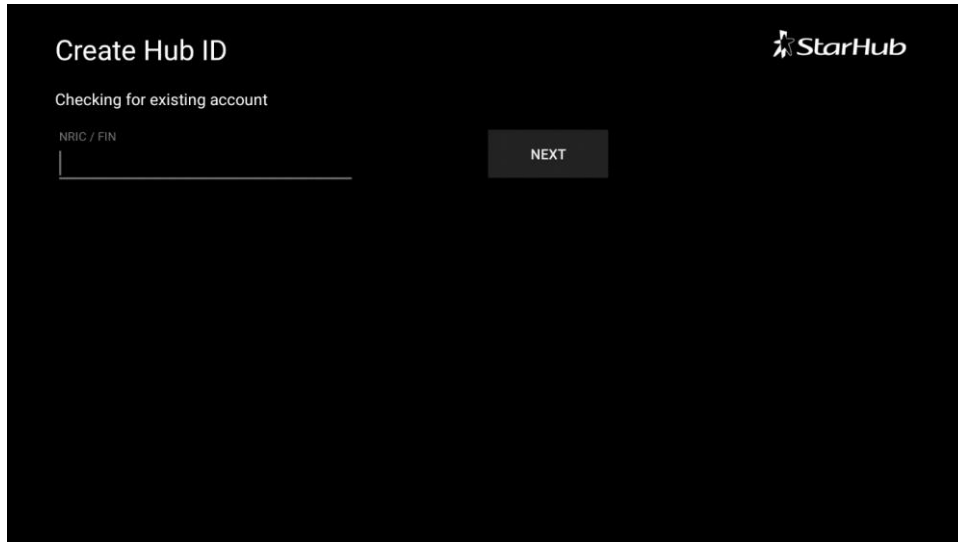 Create Hub ID
StarHub
Checking for existing account
NRIC / FIN
NEXT